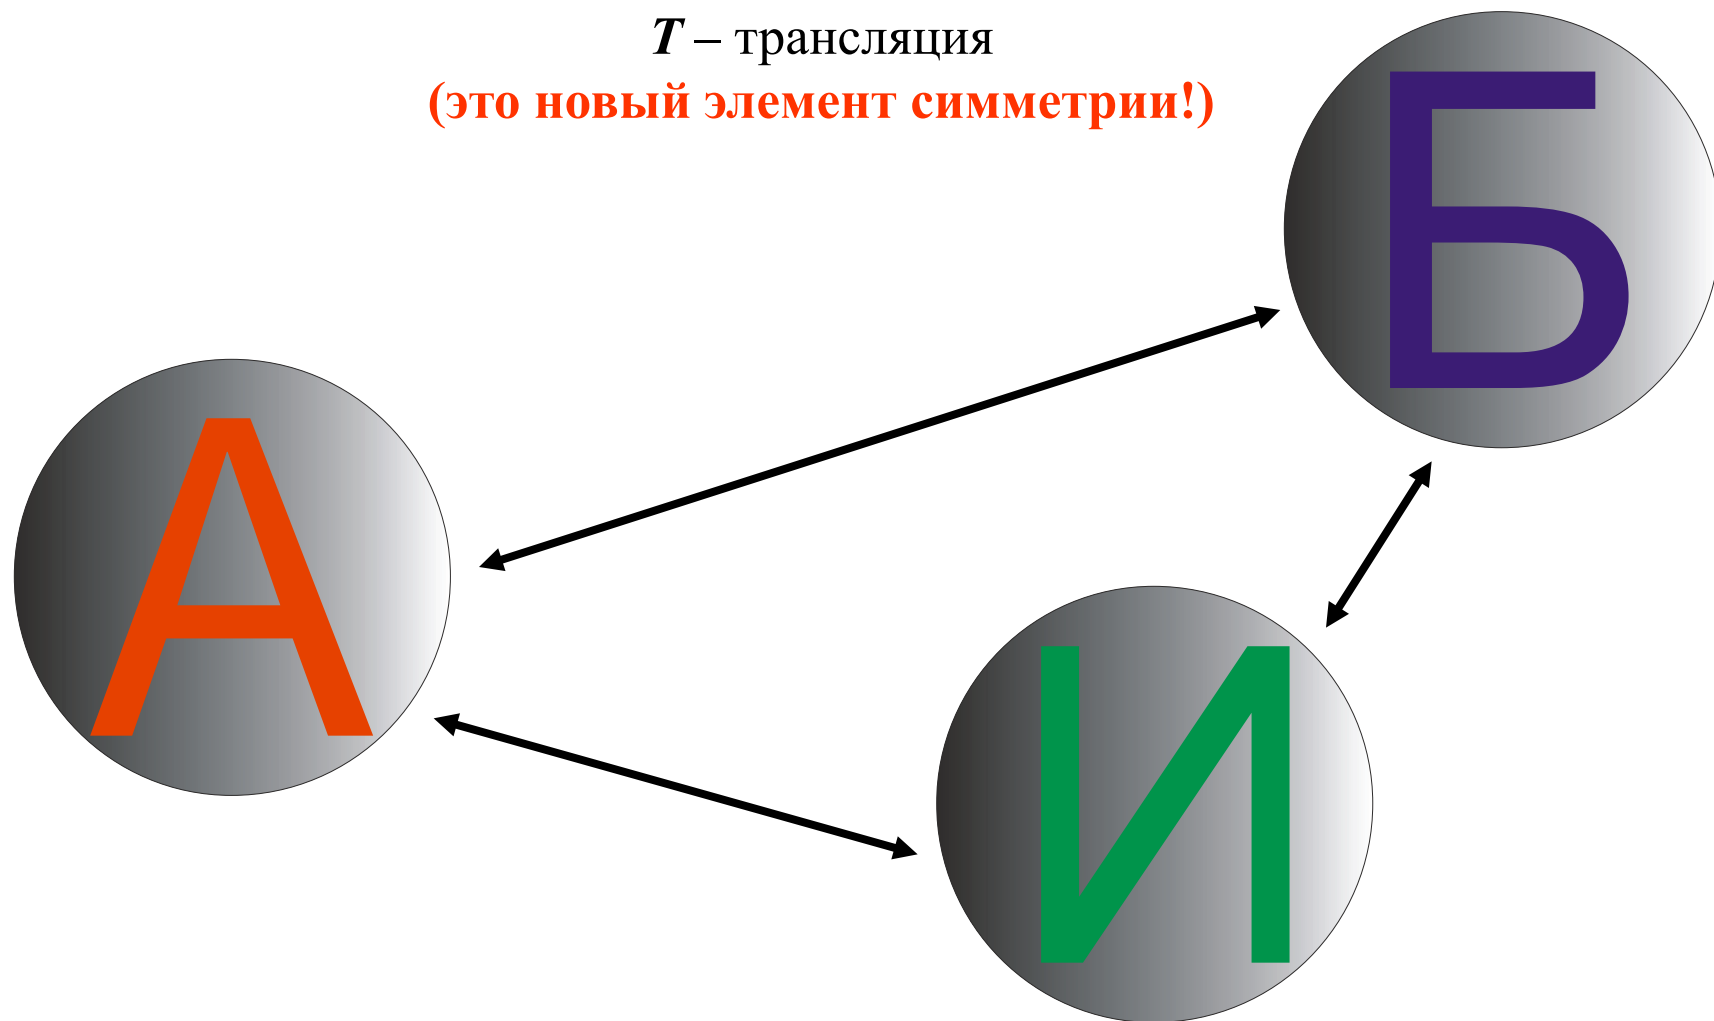 T – трансляция
(это новый элемент симметрии!)
Б
А
И